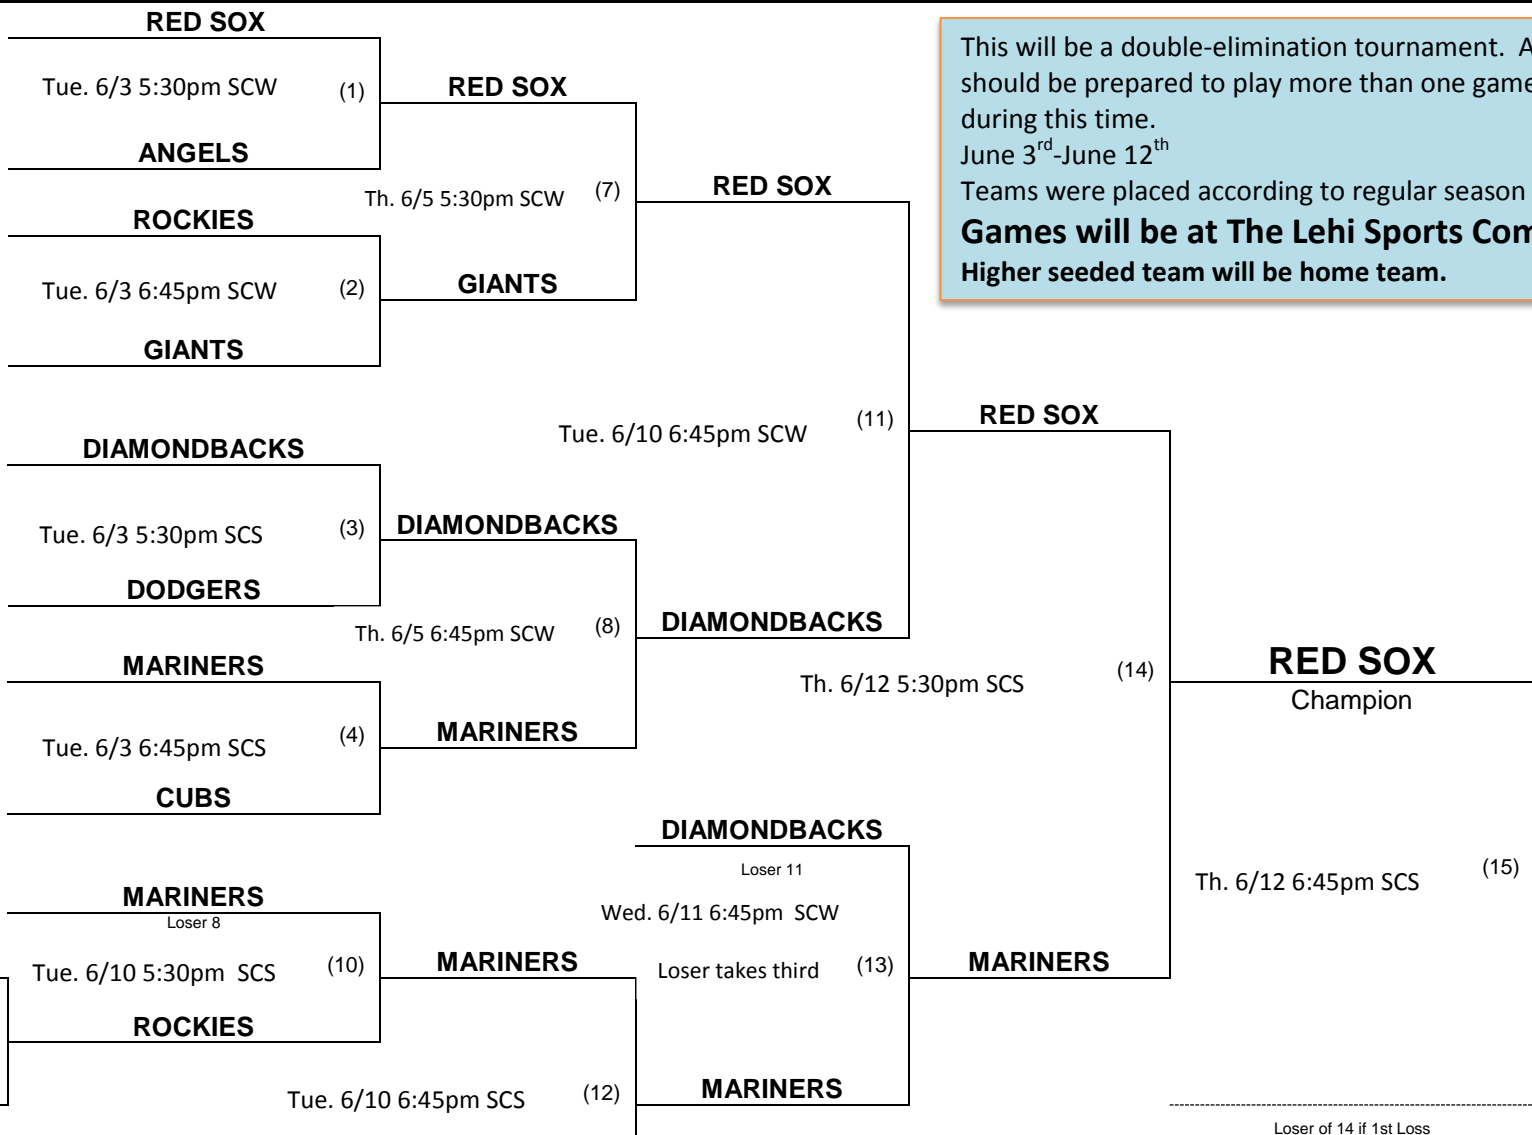 RED SOX
Tue. 6/3 5:30pm SCW (1)
ANGELS
RED SOX
ROCKIES
Tue. 6/3 6:45pm SCW (2)
GIANTS
GIANTS
Th. 6/5 5:30pm SCW (7)
RED SOX
DIAMONDBACKS
Tue. 6/3 5:30pm SCS (3)
DODGERS
DIAMONDBACKS
MARINERS
Tue. 6/3 6:45pm SCS (4)
CUBS
MARINERS
Th. 6/5 6:45pm SCW (8)
DIAMONDBACKS
Tue. 6/10 6:45pm SCW (11)
RED SOX
This will be a double-elimination tournament.
should be prepared to play more than one game
during this time.
June 3rd-June 12th
Teams were placed according to regular season
Games will be at The Lehi Sports
Higher seeded team will be home team.
Th. 6/12 5:30pm SCS (14)
RED SOX
Champion
MARINERS
Loser 8
Tue. 6/10 5:30pm SCS (10)
ROCKIES
MARINERS
Tue. 6/10 6:45pm SCS (12)
DIAMONDBACKS
Loser 11
Wed. 6/11 6:45pm SCW
Loser takes third (13)
MARINERS
MARINERS
Th. 6/12 6:45pm SCS (15)
Loser of 14 if 1st Loss